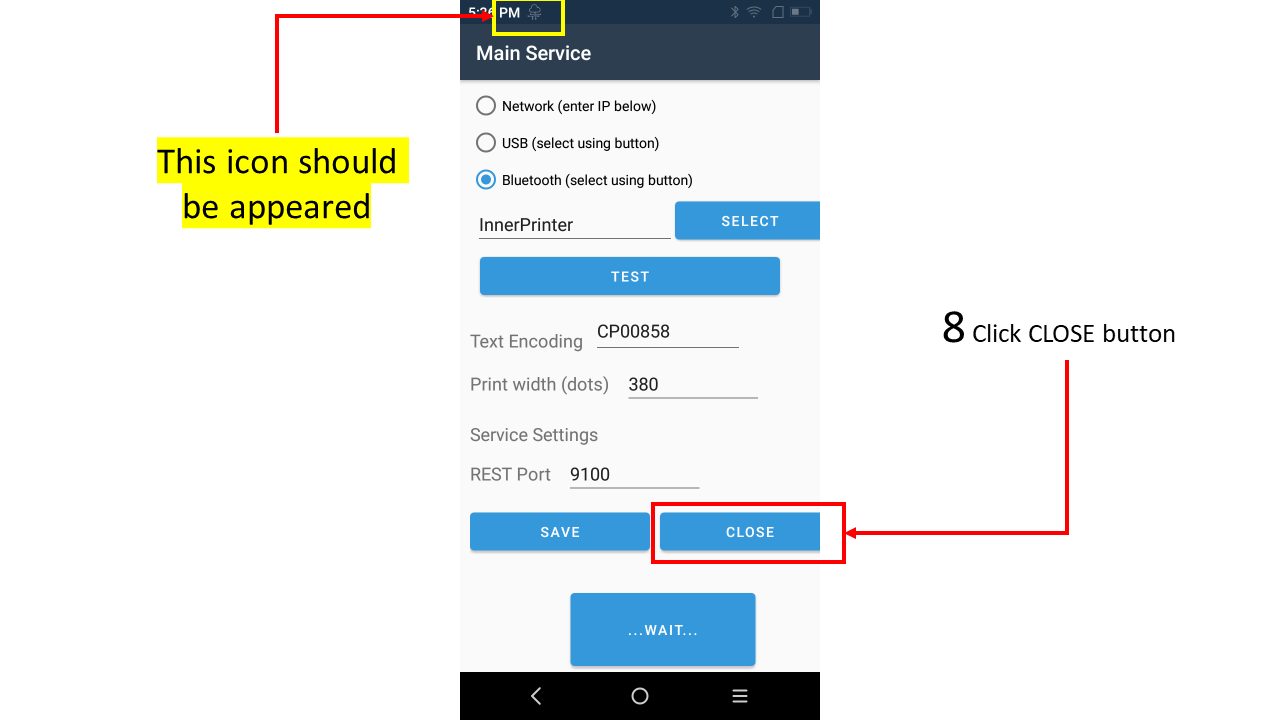 5:26 PM
Main Service
Network (enter IP below)
USB (select using button)
Bluetooth (select using button)
InnerPrinter
SELECT
TEST
Text Encoding CP00858
Print width (dots) 380
Service Settings
REST Port 9100
SAVE
CLOSE
...WAIT...
This icon should
be appeared
8 Click CLOSE button